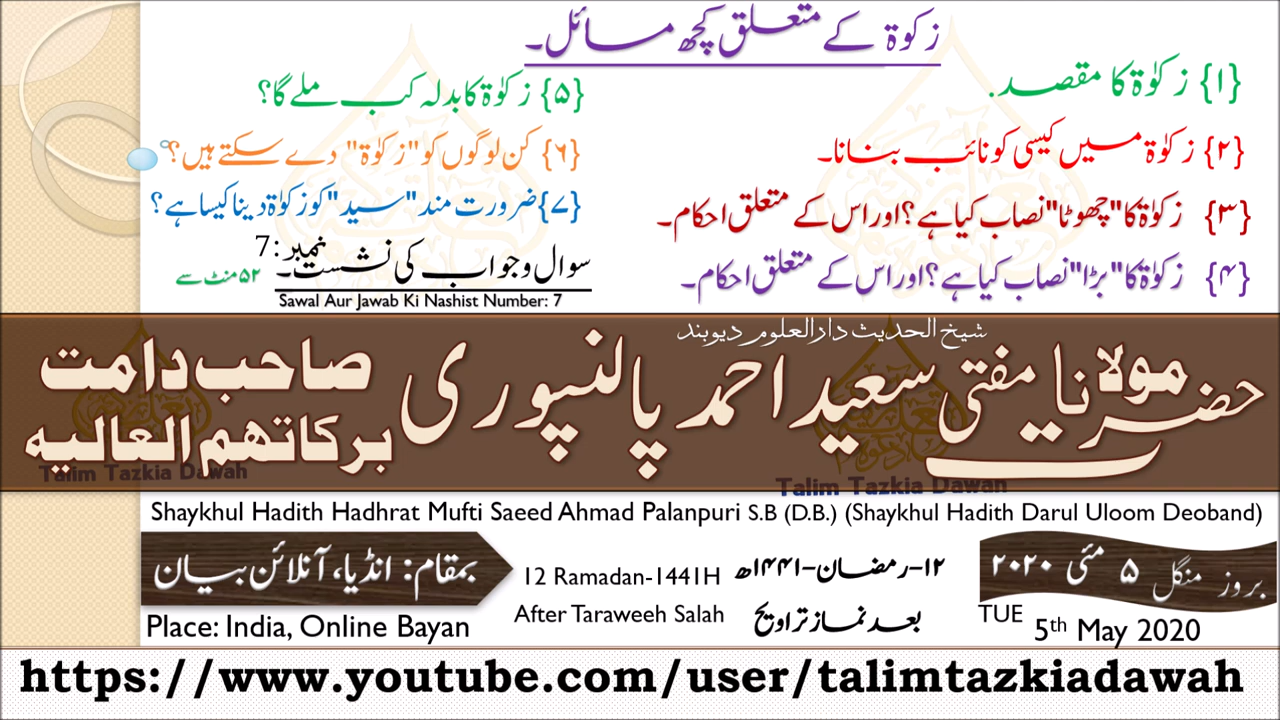 زکوۃ کے متعلق کچھ مسائل۔
{۱} زکوٰۃ کا مقصد.
{۲} زکوٰۃ میں کیسی کو نائب بنانا۔
{۳} زکوٰۃ کا "چھوٹا" نصاب کیا ہے؟ اور اس کے متعلق احکام۔
{۴} زکوٰۃ کا "بڑا" نصاب کیا ہے؟ اور اس کے متعلق احکام۔
{۵} زکوٰۃ کا بدلہ کب ملے گا؟
{۶} کن لوگوں کو "زکوٰۃ" دے سکتے ہیں؟
{۷} ضرورت مند "سید" کو زکوٰۃ دینا کیسا ہے؟
سوال و جواب کی نشست نمبر: 7۔
۵۲ منٹ سے
Sawal Aur Jawab Ki Nashist Number: 7
شیخ الحدیث دارالعلوم دیوبند
حضرت مولانا مفتی سعید احمد پالنپوری صاحب دامت برکاتھم العالیہ
Talim Tazkia Dawah
Talim Tazkia Dawah
Shaykhul Hadith Hadhrat Mufti Saeed Ahmad Palanpuri S.B (D.B.) (Shaykhul Hadith Darul Uloom Deoband)
بروز منگل ۵ مئی ۲۰۲۰
TUE 5th May 2020
۱۲-رمضان-۱۴۴۱ھ
12 Ramadan-1441H
بعد نماز تراویح
After Taraweeh Salah
بمقام: انڈیا، آنلائن بیان
Place: India, Online Bayan
https://www.youtube.com/user/talimtazkiadawah